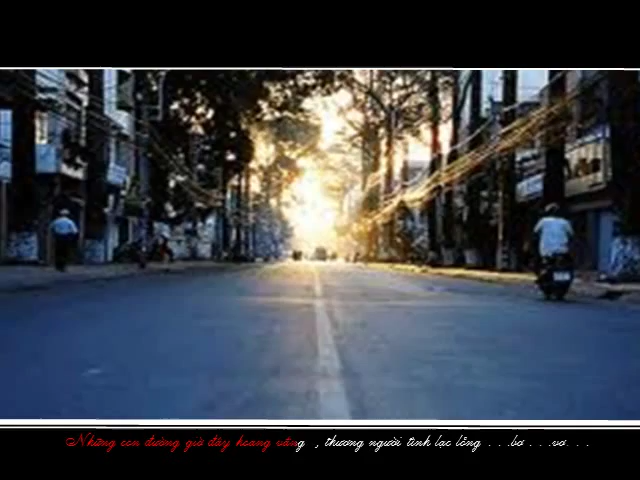 Những con đường giờ đây hoang vắng , thương người tình lạc lõng . . .bơ . . .vơ. . .